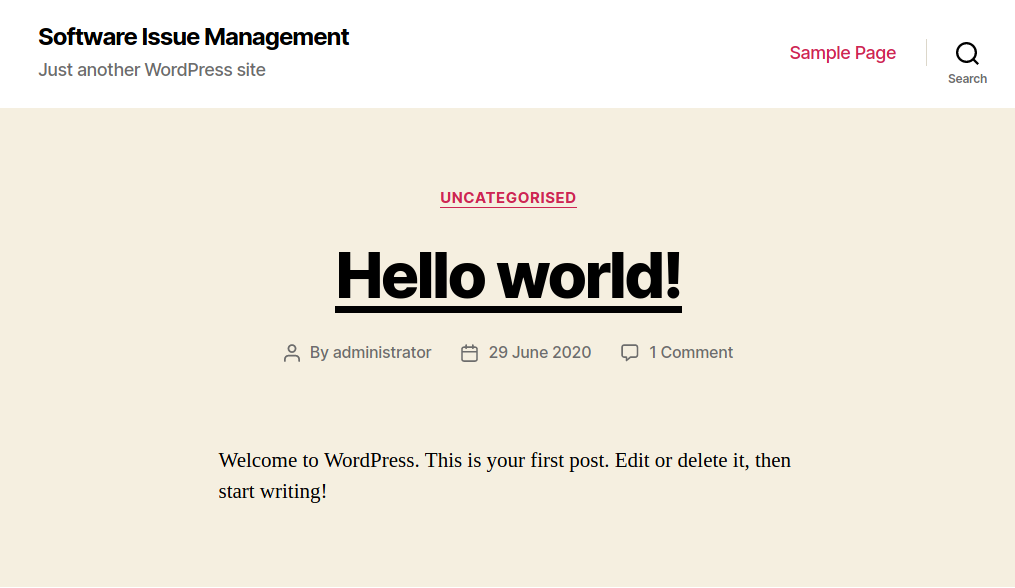 Software Issue Management
Just another WordPress site
Sample Page
Search
UNCATEGORISED
Hello world!
By administrator 29 June 2020 1 Comment
Welcome to WordPress. This is your first post. Edit or delete it, then
start writing!